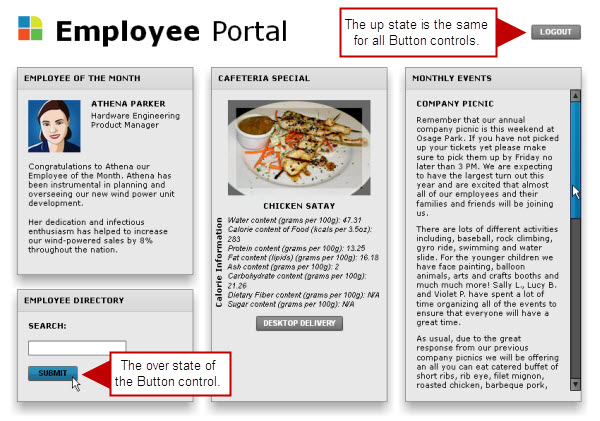 Employee Portal
The up state is the same
for all Button controls.
LOGOUT
EMPLOYEE OF THE MONTH
ATHENA PARKER
Hardware Engineering
Product Manager
Congratulations to Athena our
Employee of the Month. Athena has
been instrumental in planning and
overseeing our new wind power unit
development.
Her dedication and infectious
enthusiasm has helped to increase
our wind-powered sales by 8%
throughout the nation.
EMPLOYEE DIRECTORY
SEARCH:
SUBMIT
The over state of
the Button control.
CAFETERIA SPECIAL
CHICKEN SATAY
Calorie Information
Water content (grams per 100g): 47.31
Calorie content of Food (kcals per 3.5oz):
283
Protein content (grams per 100g): 13.25
Fat content (lipids) (grams per 100g): 16.18
Ash content (grams per 100g): 2
Carbohydrate content (grams per 100g):
21.26
Dietary Fiber content (grams per 100g): N/A
Sugar content (grams per 100g): N/A
DESKTOP DELIVERY
MONTHLY EVENTS
COMPANY PICNIC
Remember that our annual
company picnic is this weekend at
Osage Park. If you have not picked
up your tickets yet please make
sure to pick them up by Friday no
later than 3 PM. We are expecting
to have the largest turn out this
year and are excited that almost
all of our employees and their
families and friends will be joining
us.
There are lots of different activities
including, baseball, rock climbing,
gyro ride, swimming and water
slide. For the younger children we
have face painting, balloon
animals, arts and crafts booths and
much much more! Sally L., Lucy B.
and Violet P. have spent a lot of
time organizing all of the events to
ensure that everyone will have a
great time.
As usual, due to the great
response from our previous
company picnics we will be offering
an all you can eat catered buffet of
short ribs, rib eye, filet mignon,
roasted chicken, barbeque pork,